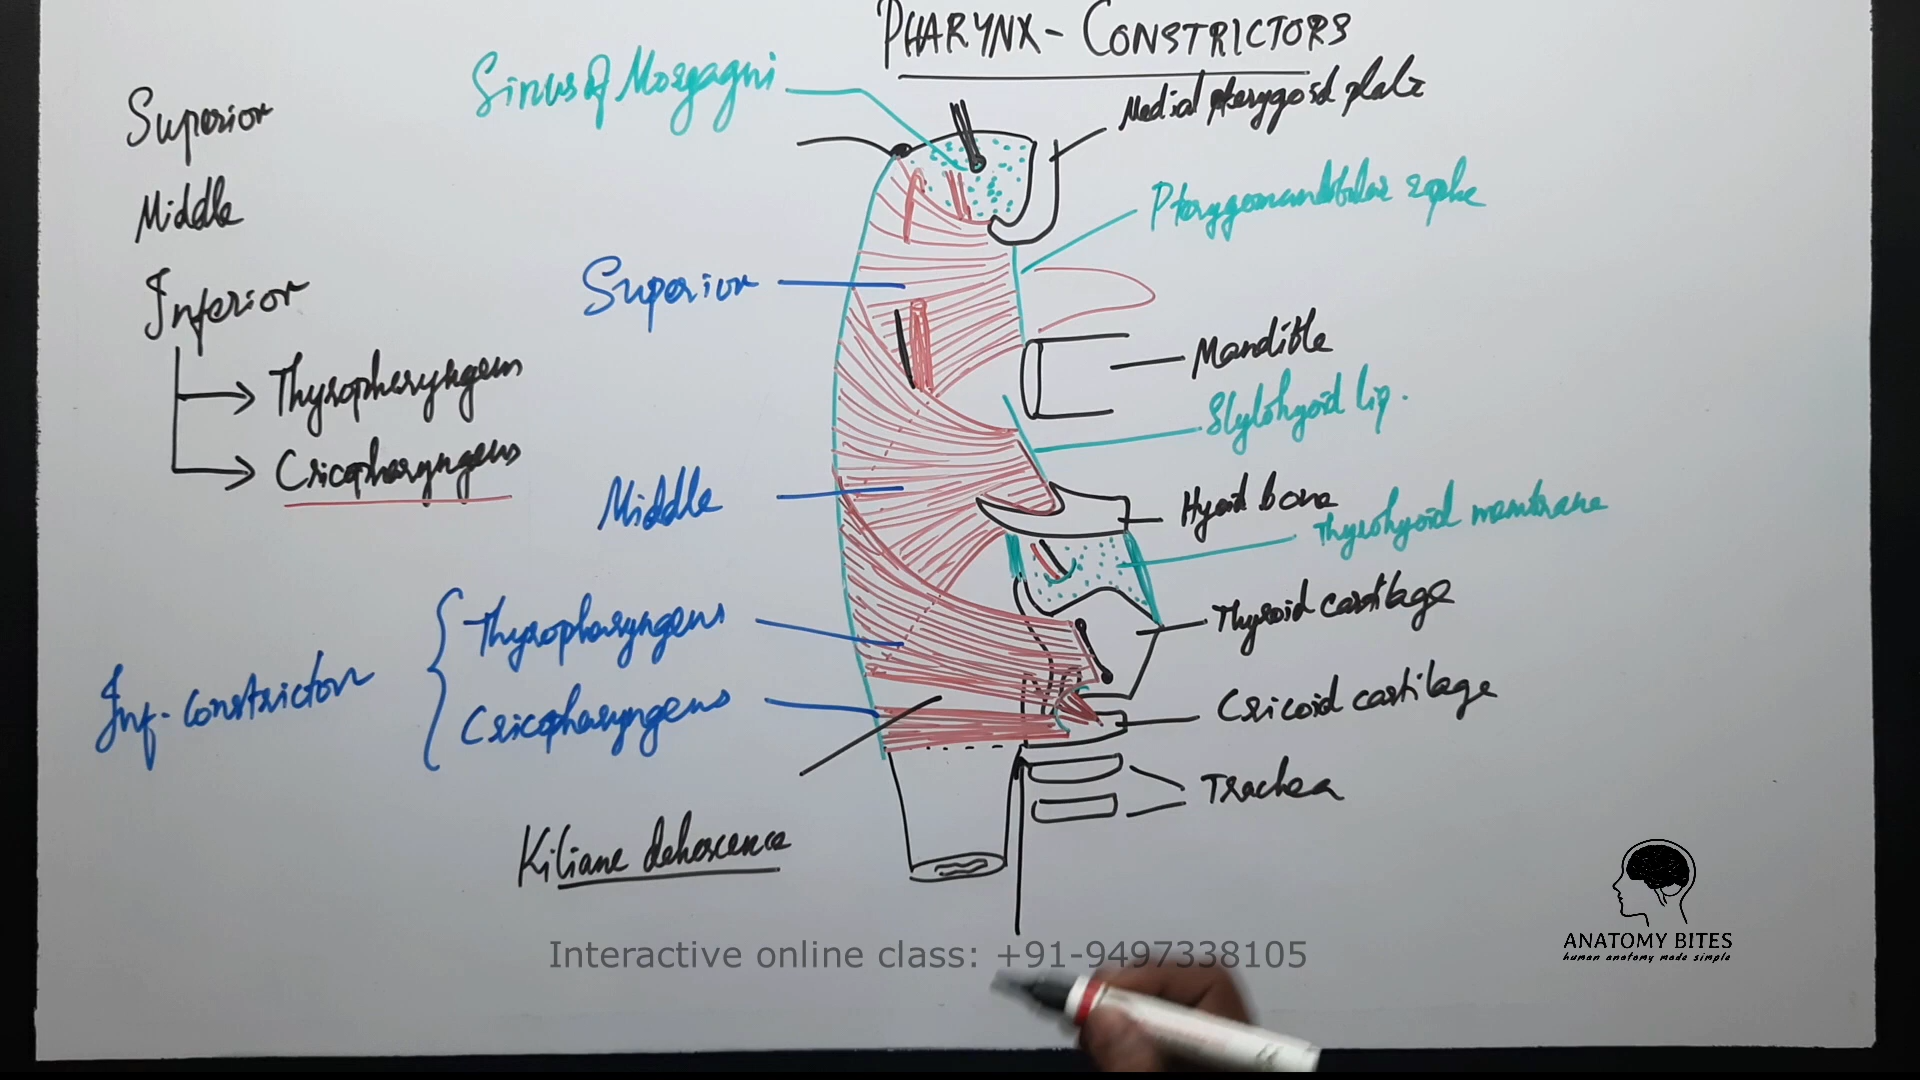 PHARYNX - CONSTRICTORS
Sinus of Morgagni
Medial pterygoid plate
Superior
Middle
Inferior
Thyropharyngeus
Cricopharyngeus
Pterygomandibular raphe
Superior
Mandible
Stylohyoid lig.
Middle
Hyoid bone
Thyrohyoid membrane
Inf. Constrictor
Thyropharyngeus
Cricopharyngeus
Thyroid cartilage
Cricoid cartilage
Trachea
Kiliane dehescence
Interactive online class: +91-9497338105
ANATOMY BITES
human anatomy made simple